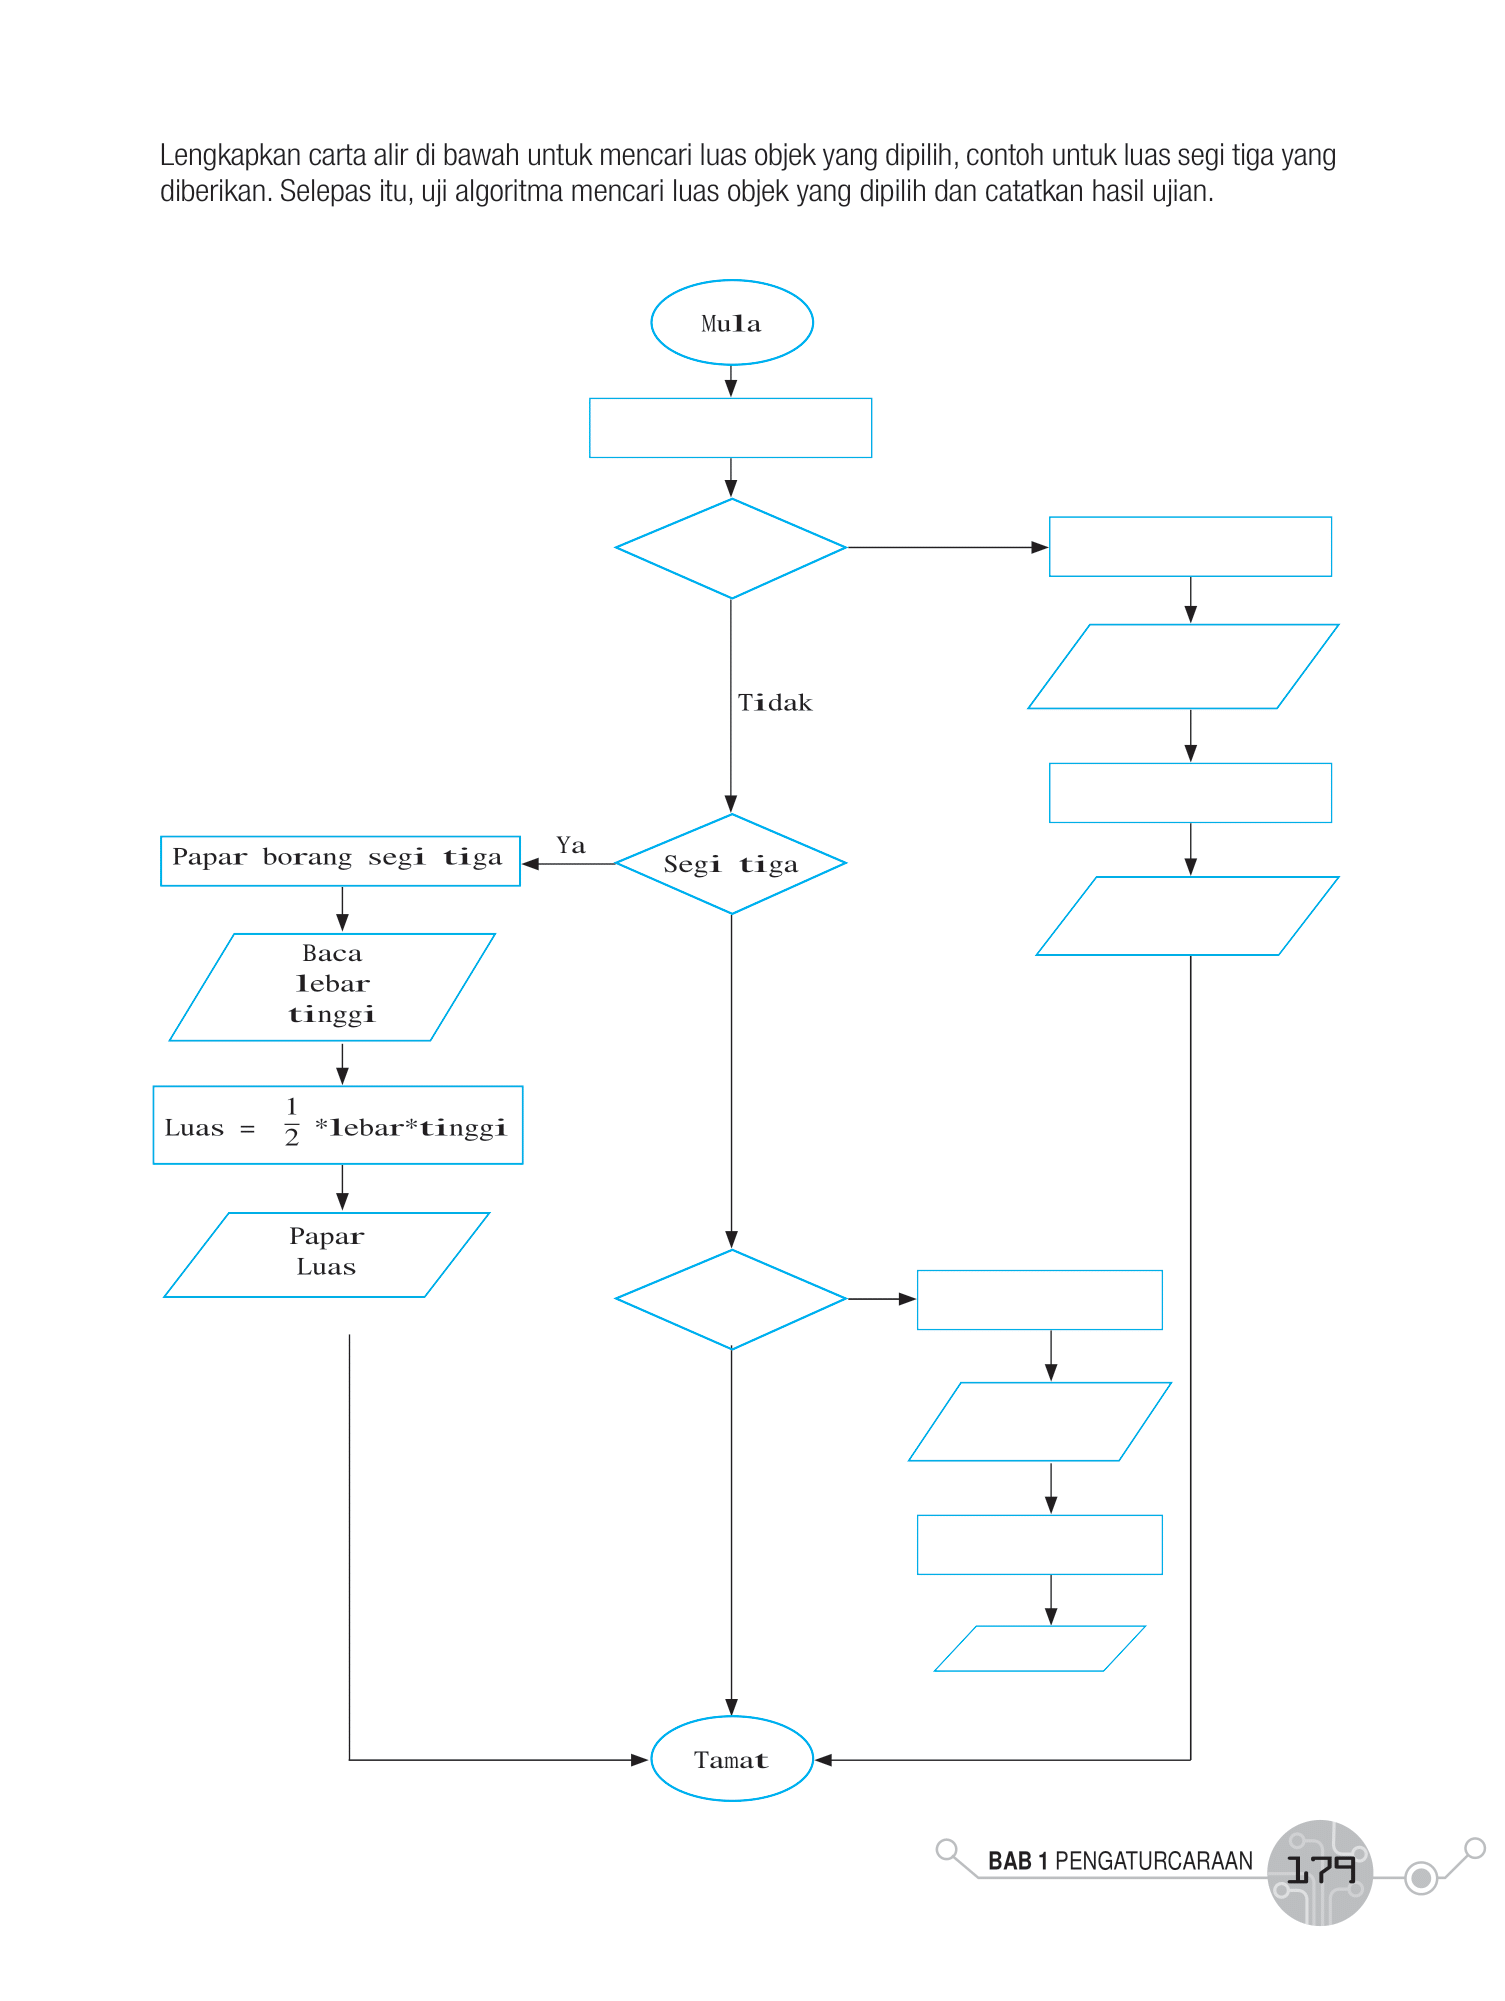 Lengkapkan carta alir di bawah untuk mencari luas objek yang dipilih, contoh untuk luas segi tiga yang
diberikan. Selepas itu, uji algoritma mencari luas objek yang dipilih dan catatkan hasil ujian.
Mula
Tidak
Segi tiga
Ya
Papar borang segi tiga
Baca
lebar
tinggi
Luas = 1/2 *lebar*tinggi
Papar
Luas
Tamat
BAB 1 PENGATURCARAAN 179